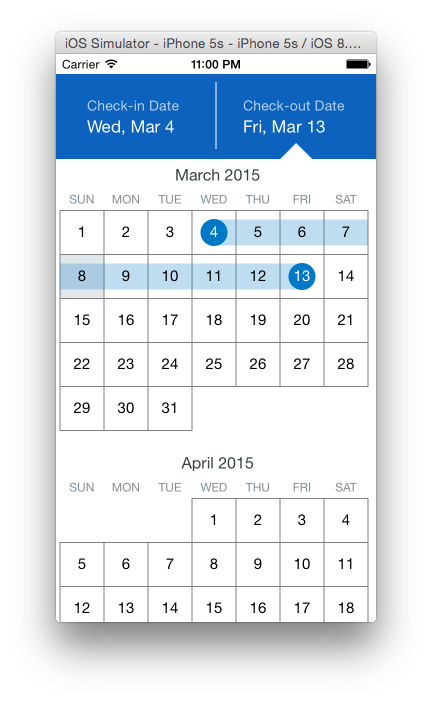 iOS Simulator - iPhone 5s - iPhone 5s / iOS 8....
Carrier 11:00 PM
Check-in Date Check-out Date
Wed, Mar 4 Fri, Mar 13
March 2015
SUN MON TUE WED THU FRI SAT
1 2 3 4 5 6 7
8 9 10 11 12 13 14
15 16 17 18 19 20 21
22 23 24 25 26 27 28
29 30 31
April 2015
SUN MON TUE WED THU FRI SAT
1 2 3 4
5 6 7 8 9 10 11
12 13 14 15 16 17 18